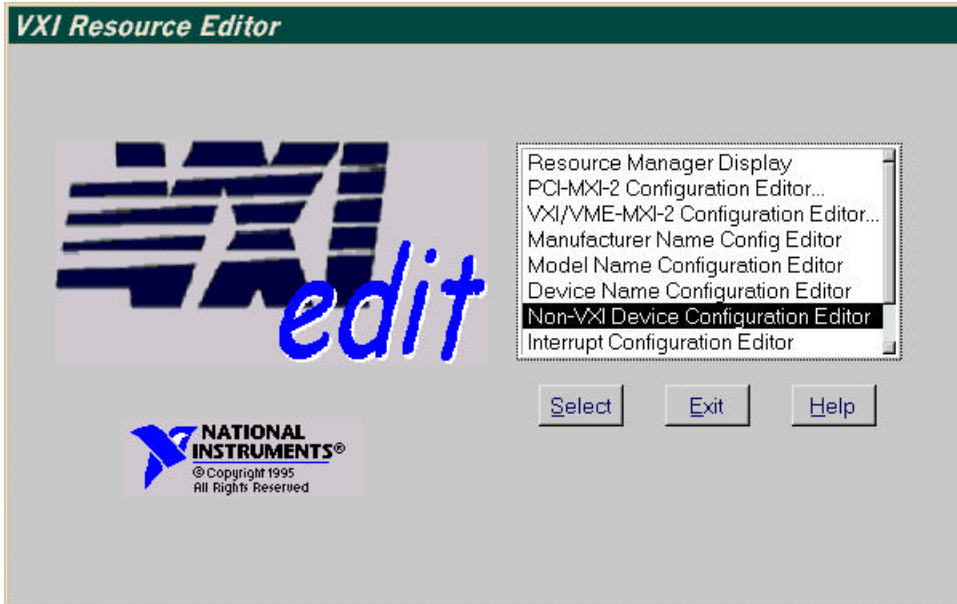 VXI Resource Editor
VXI
edit
Resource Manager Display
PCI-MXI-2 Configuration Editor...
VXI/VME-MXI-2 Configuration Editor...
Manufacturer Name Config Editor
Model Name Configuration Editor
Device Name Configuration Editor
Non-VXI Device Configuration Editor
Interrupt Configuration Editor
Select Exit Help
NATIONAL
INSTRUMENTS®
© Copyright 1995
All Rights Reserved